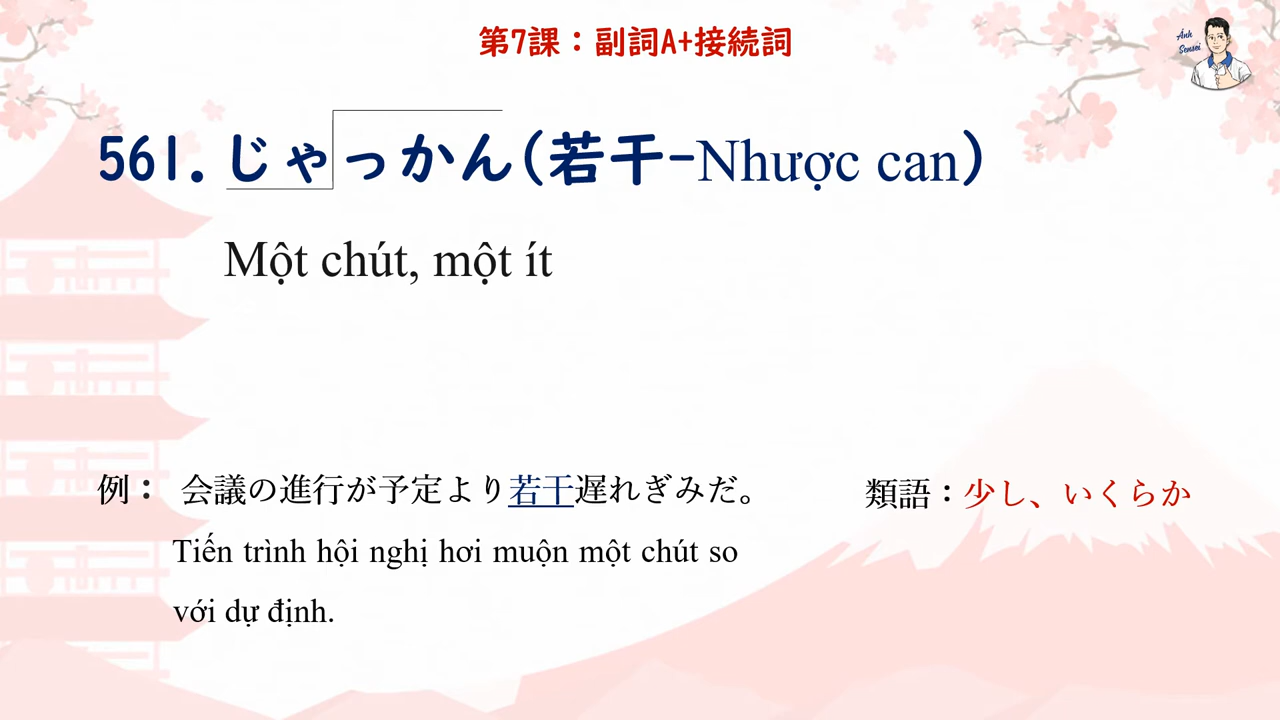 第7課：副詞A+接続詞
Anh
Sensei
561. じゃっかん(若干-Nhược can)
Một chút, một ít
例： 会議の進行が予定より若干遅れぎみだ。
類語：少し、いくらか
Tiến trình hội nghị hơi muộn một chút so
với dự định.